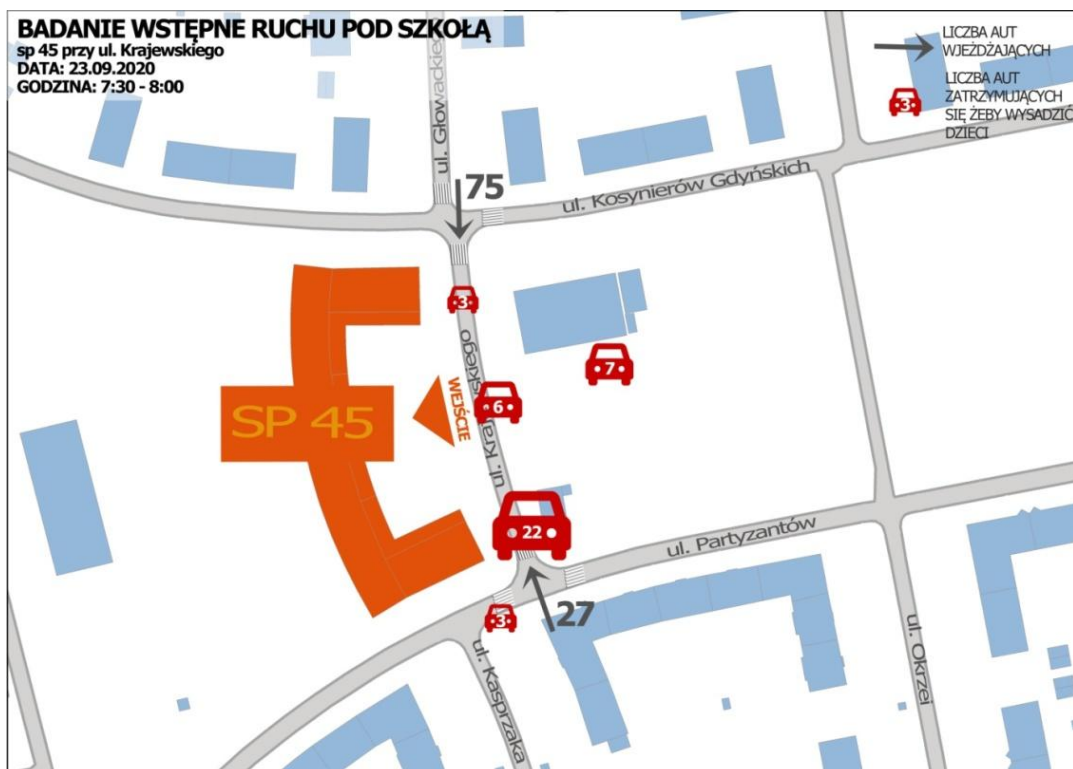 BADANIE WSTĘPNE RUCHU POD SZKOŁĄ
sp 45 przy ul. Krajewskiego
DATA: 23.09.2020
GODZINA: 7:30 - 8:00
LICZBA AUT
WJEŻDŻAJĄCYCH
3
LICZBA AUT
ZATRZYMUJĄCYCH
SIĘ ŻEBY WYSADZIĆ
DZIECI
ul. Głowackiego
75
ul. Kosynierów Gdyńskich
3
7
6
WEJŚCIE
SP 45
ul. Krajewskiego
22
ul. Partyzantów
27
3
ul. Kasprzaka
ul. Okrzei